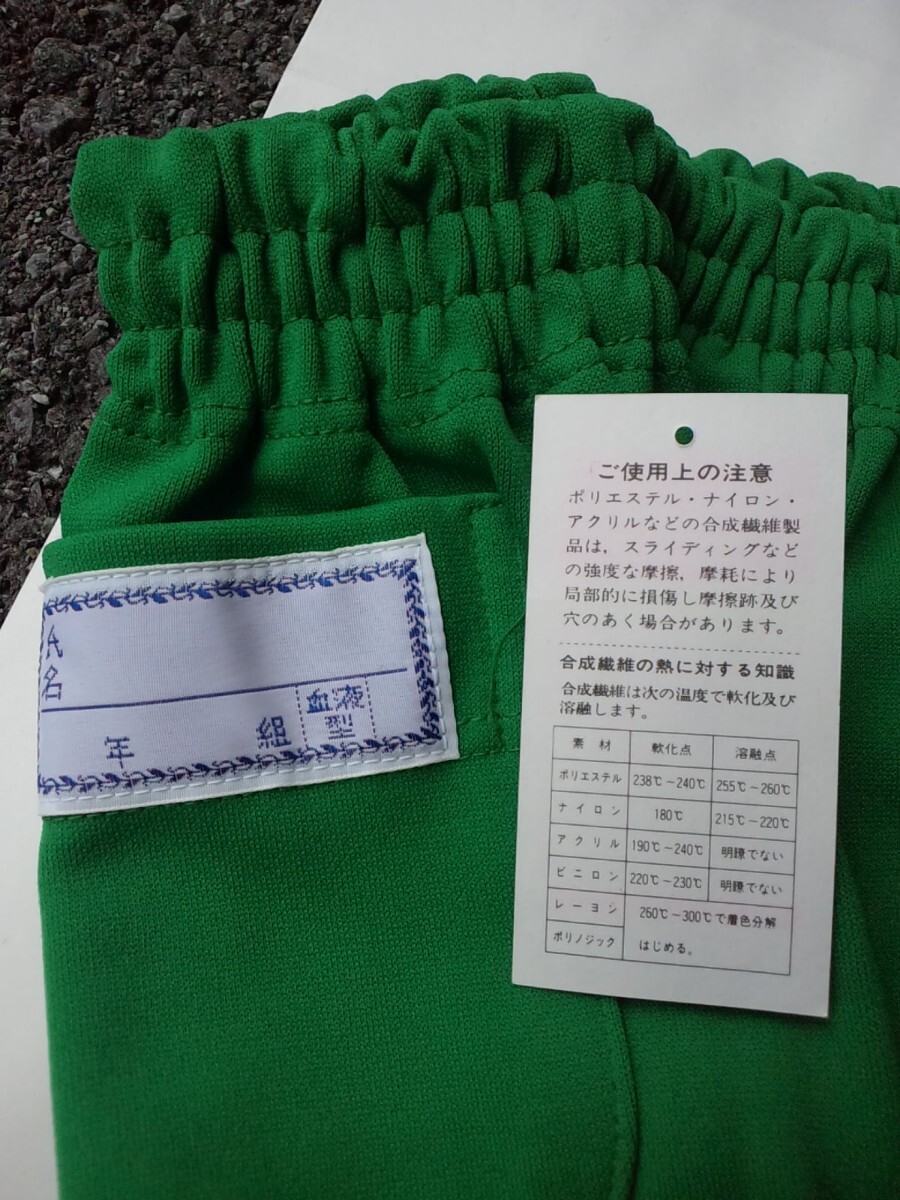 氏名
年 組 血液型
ご使用上の注意
ポリエステル・ナイロン・
アクリルなどの合成繊維製
品は，スライディングなど
の強度な摩擦，摩耗により
局部的に損傷し摩擦跡及び
穴のあく場合があります。
合成繊維の熱に対する知識
合成繊維は次の温度で軟化及び
溶融します。
素材 軟化点 溶融点
ポリエステル 238℃～240℃ 255℃～260℃
ナイロン 180℃ 215℃～220℃
アクリル 190℃～240℃ 明瞭でない
ビニロン 220℃～230℃ 明瞭でない
レーヨン 260℃～300℃で着色分解
ポリノジック はじめる。